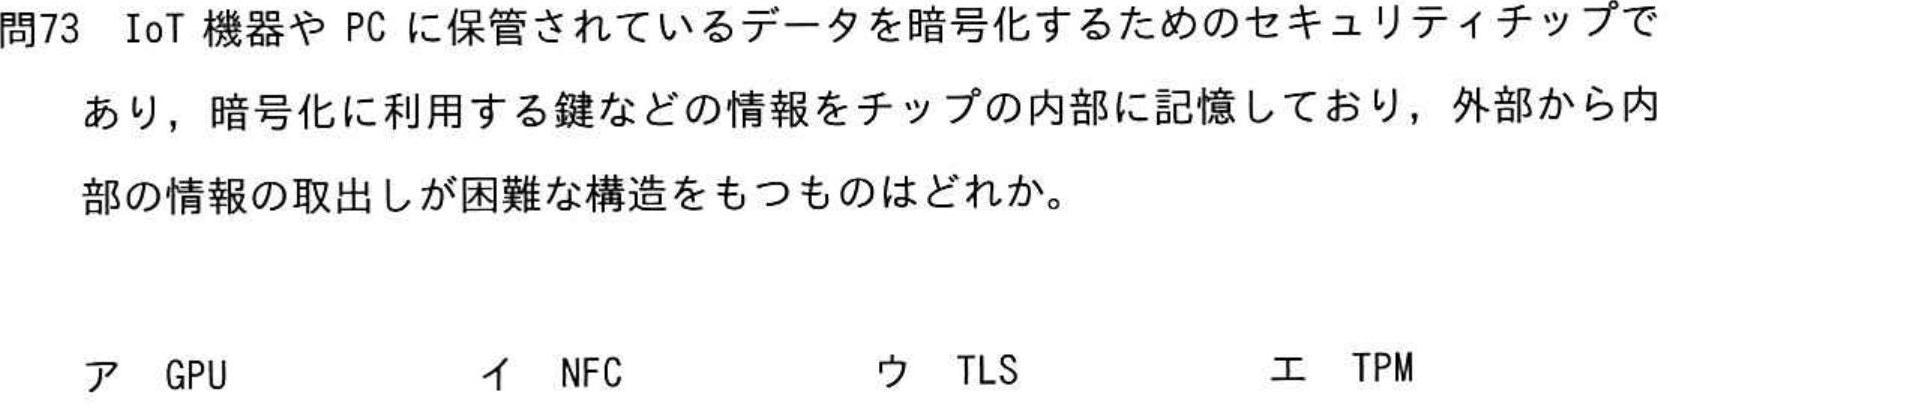 問73 IoT 機器や PC に保管されているデータを暗号化するためのセキュリティチップで
あり，暗号化に利用する鍵などの情報をチップの内部に記憶しており，外部から内
部の情報の取出しが困難な構造をもつものはどれか。
ア GPU イ NFC ウ TLS エ TPM